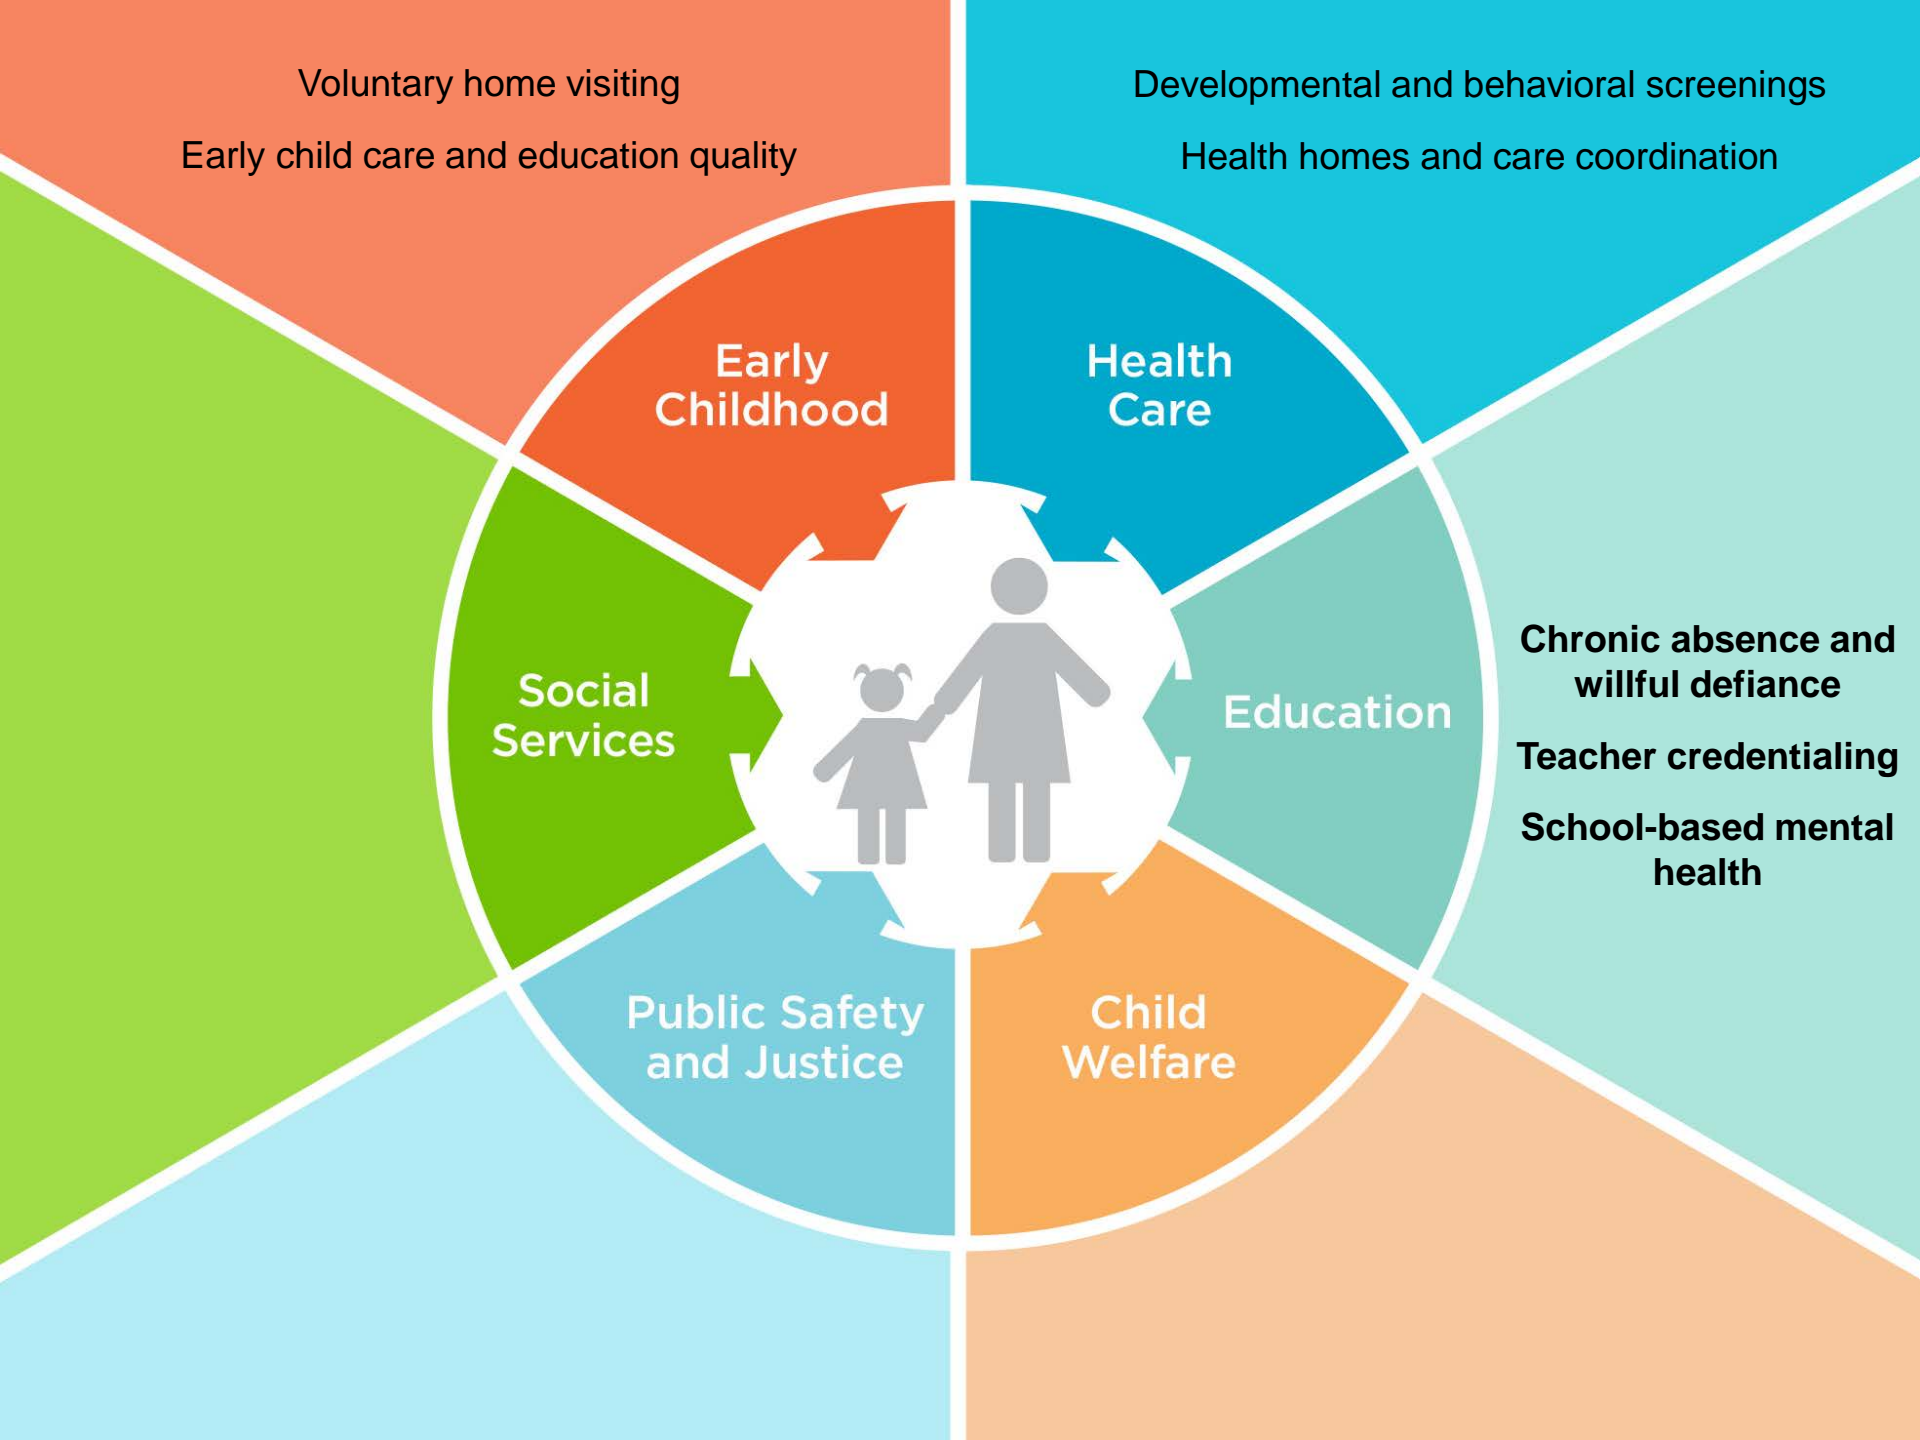 Voluntary home visiting
Early child care and education quality
Developmental and behavioral screenings
Health homes and care coordination
Early
Childhood
Health
Care
Social
Services
Education
Chronic absence and
willful defiance
Teacher credentialing
School-based mental
health
Public Safety
and Justice
Child
Welfare